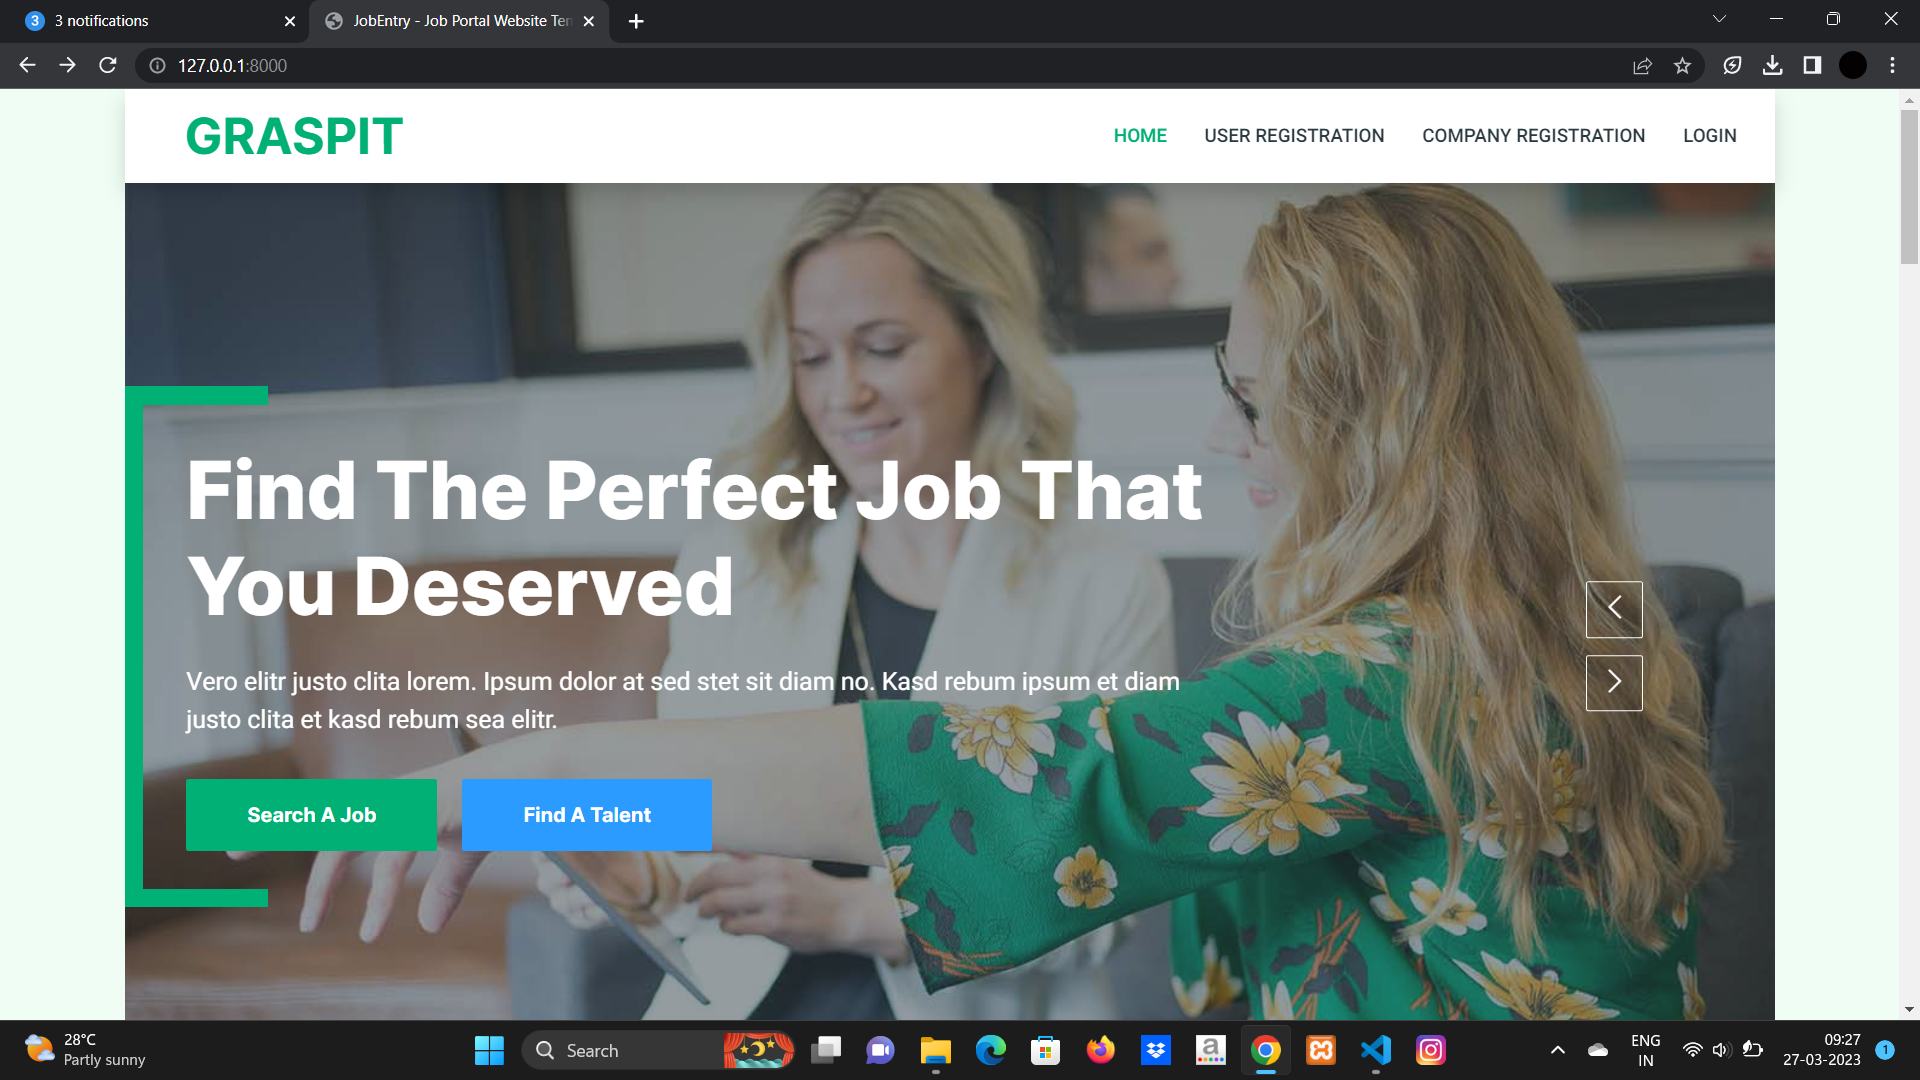 3 3 notifications
JobEntry - Job Portal Website Ten
127.0.0.1:8000
GRASPIT
HOME USER REGISTRATION COMPANY REGISTRATION LOGIN
Find The Perfect Job That
You Deserved
Vero elitr justo clita lorem. Ipsum dolor at sed stet sit diam no. Kasd rebum ipsum et diam
justo clita et kasd rebum sea elitr.
Search A Job Find A Talent
28°C
Partly sunny
Search
a
ENG
IN
09:27
27-03-2023
1